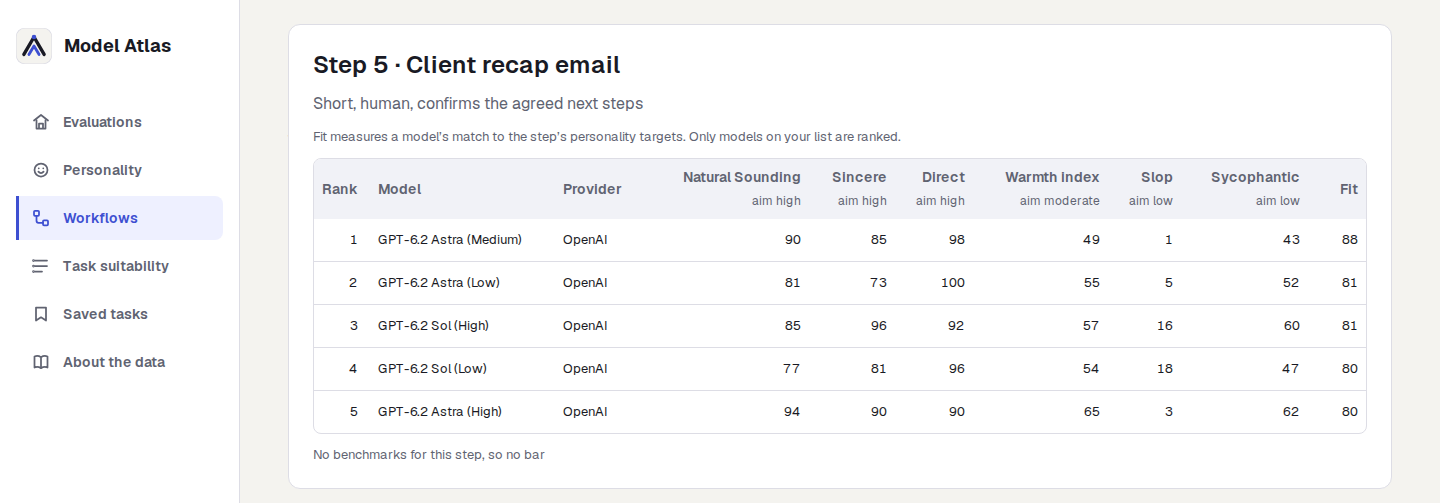 Model Atlas
Evaluations
Personality
Workflows
Task suitability
Saved tasks
About the data
Step 5 · Client recap email
Short, human, confirms the agreed next steps
Fit measures a model's match to the step's personality targets. Only models on your list are ranked.
Rank Model Provider Natural Sounding Sincere Direct Warmth index Slop Sycophantic Fit
aim high aim high aim high aim moderate aim low aim low
1 GPT-6.2 Astra (Medium) OpenAI 90 85 98 49 1 43 88
2 GPT-6.2 Astra (Low) OpenAI 81 73 100 55 5 52 81
3 GPT-6.2 Sol (High) OpenAI 85 96 92 57 16 60 81
4 GPT-6.2 Sol (Low) OpenAI 77 81 96 54 18 47 80
5 GPT-6.2 Astra (High) OpenAI 94 90 90 65 3 62 80
No benchmarks for this step, so no bar